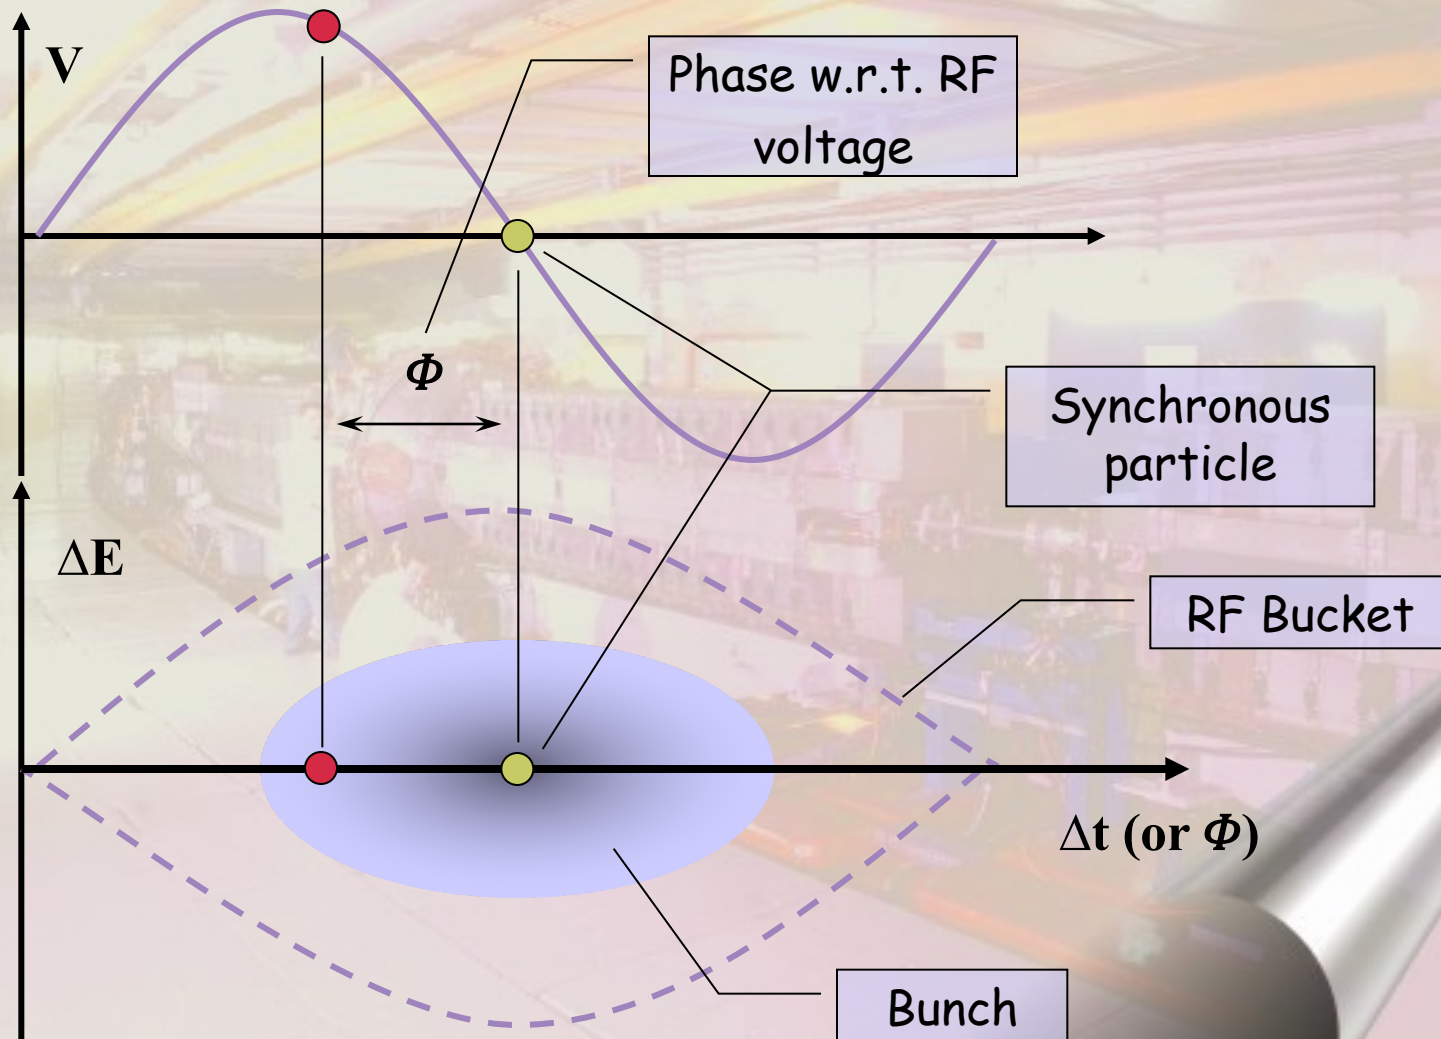 V
Phase w.r.t. RF
voltage
Φ
Synchronous
particle
ΔE
RF Bucket
Δt (or Φ)
Bunch